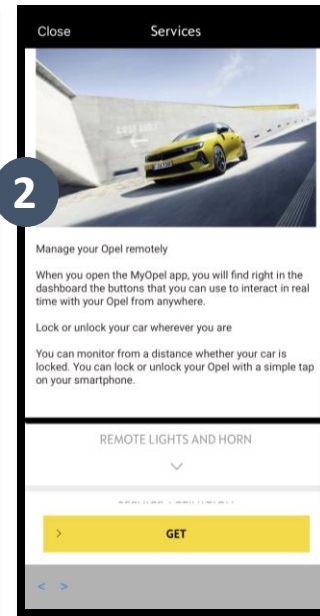 Close Services
2
Manage your Opel remotely
When you open the MyOpel app, you will find right in the
dashboard the buttons that you can use to interact in real
time with your Opel from anywhere.
Lock or unlock your car wherever you are
You can monitor from a distance whether your car is
locked. You can lock or unlock your Opel with a simple tap
on your smartphone.
REMOTE LIGHTS AND HORN
> GET
< >